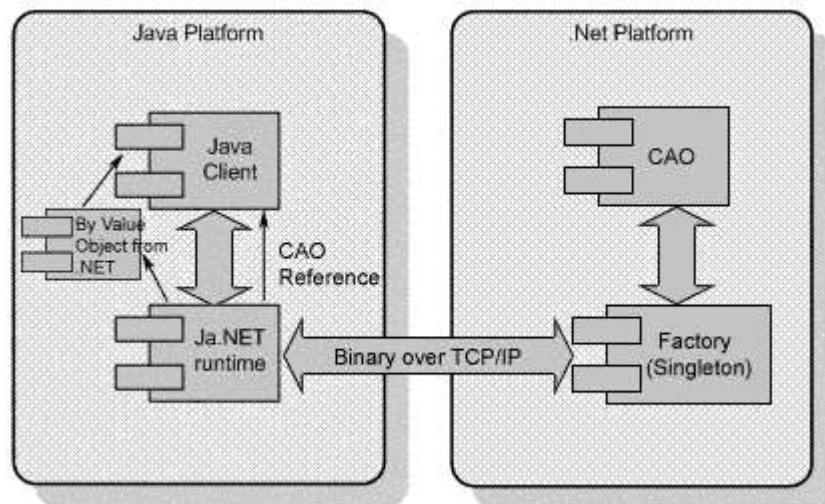 Java Platform
.Net Platform
Java
Client
CAO
By Value
Object from
.NET
CAO
Reference
Ja.NET
runtime
Binary over TCP/IP
Factory
(Singleton)